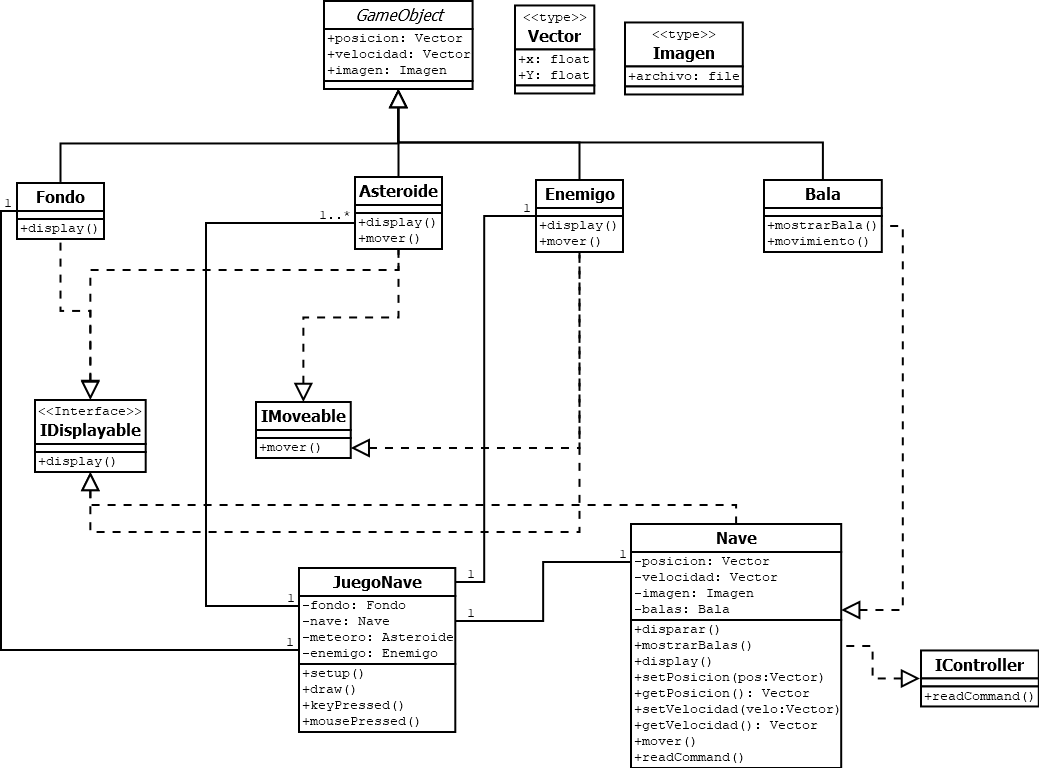 GameObject
+posicion: Vector
+velocidad: Vector
+imagen: Imagen
<<type>>
Vector
+x: float
+Y: float
<<type>>
Imagen
+archivo: file
1
Fondo
+display()
1..*
Asteroide
+display()
+mover()
1
Enemigo
+display()
+mover()
Bala
+mostrarBala()
+movimiento()
<<Interface>>
IDisplayable
+display()
IMoveable
+mover()
1
1
1
1
JuegoNave
-fondo: Fondo
-nave: Nave
-meteoro: Asteroide
-enemigo: Enemigo
+setup()
+draw()
+keyPressed()
+mousePressed()
1
Nave
-posicion: Vector
-velocidad: Vector
-imagen: Imagen
-balas: Bala
+disparar()
+mostrarBalas()
+display()
+setPosicion(pos:Vector)
+getPosicion(): Vector
+setVelocidad(velo:Vector)
+getVelocidad(): Vector
+mover()
+readCommand()
IController
+readCommand()